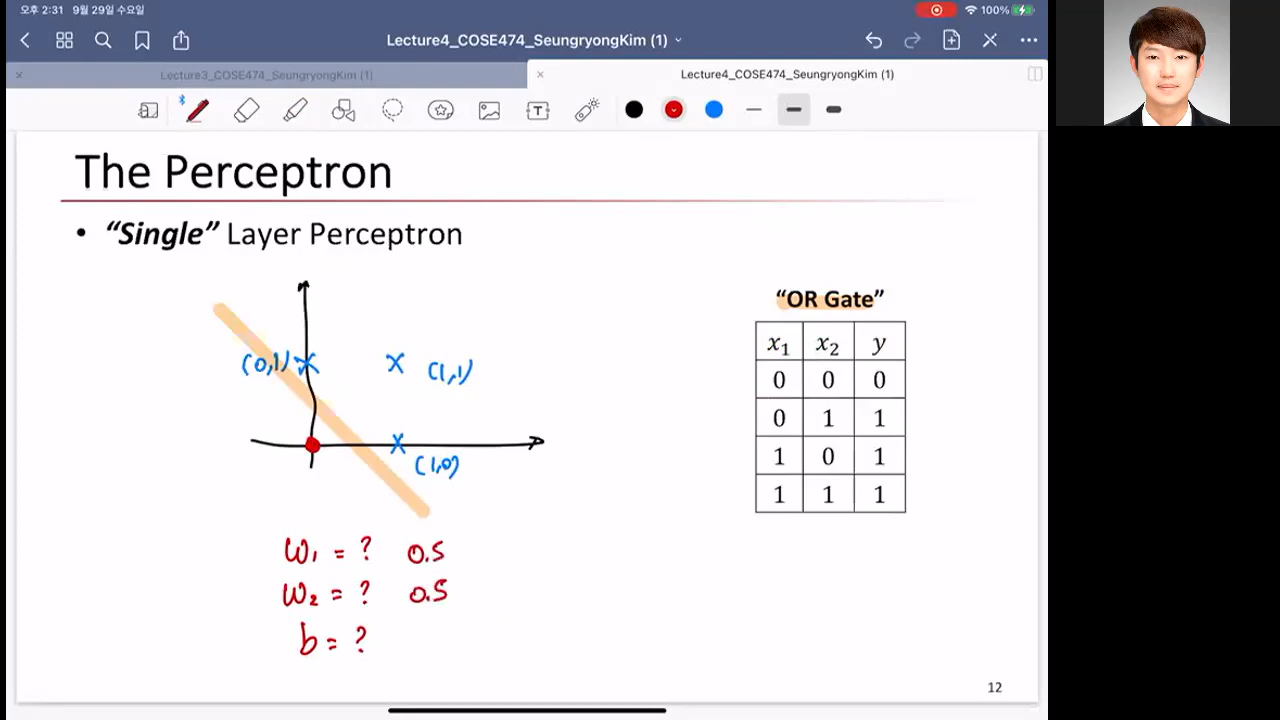 오후 2:31 9월 29일 수요일
100%
Lecture4_COSE474_SeungryongKim (1)
Lecture3_COSE474_SeungryongKim (1)
Lecture4_COSE474_SeungryongKim (1)
The Perceptron
• “Single” Layer Perceptron
(0,1)
(1,1)
(1,0)
w₁ = ? 0.5
w₂ = ? 0.5
b = ?
“OR Gate”
x₁ x₂ y
0 0 0
0 1 1
1 0 1
1 1 1
12